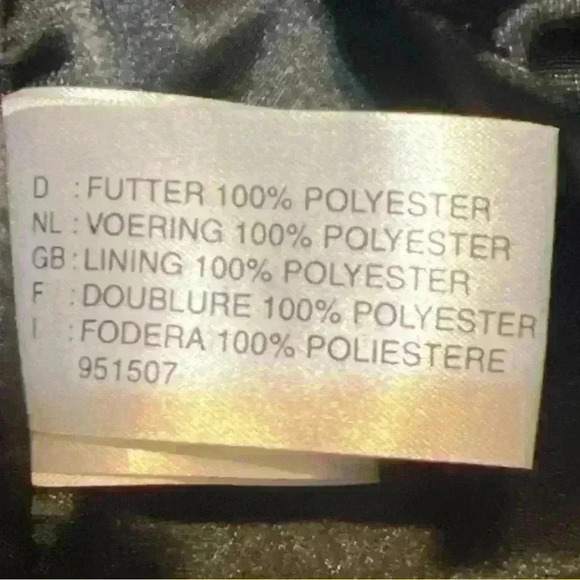 D : FUTTER 100% POLYESTER
NL : VOERING 100% POLYESTER
GB : LINING 100% POLYESTER
F : DOUBLURE 100% POLYESTER
I : FODERA 100% POLIESTERE
951507